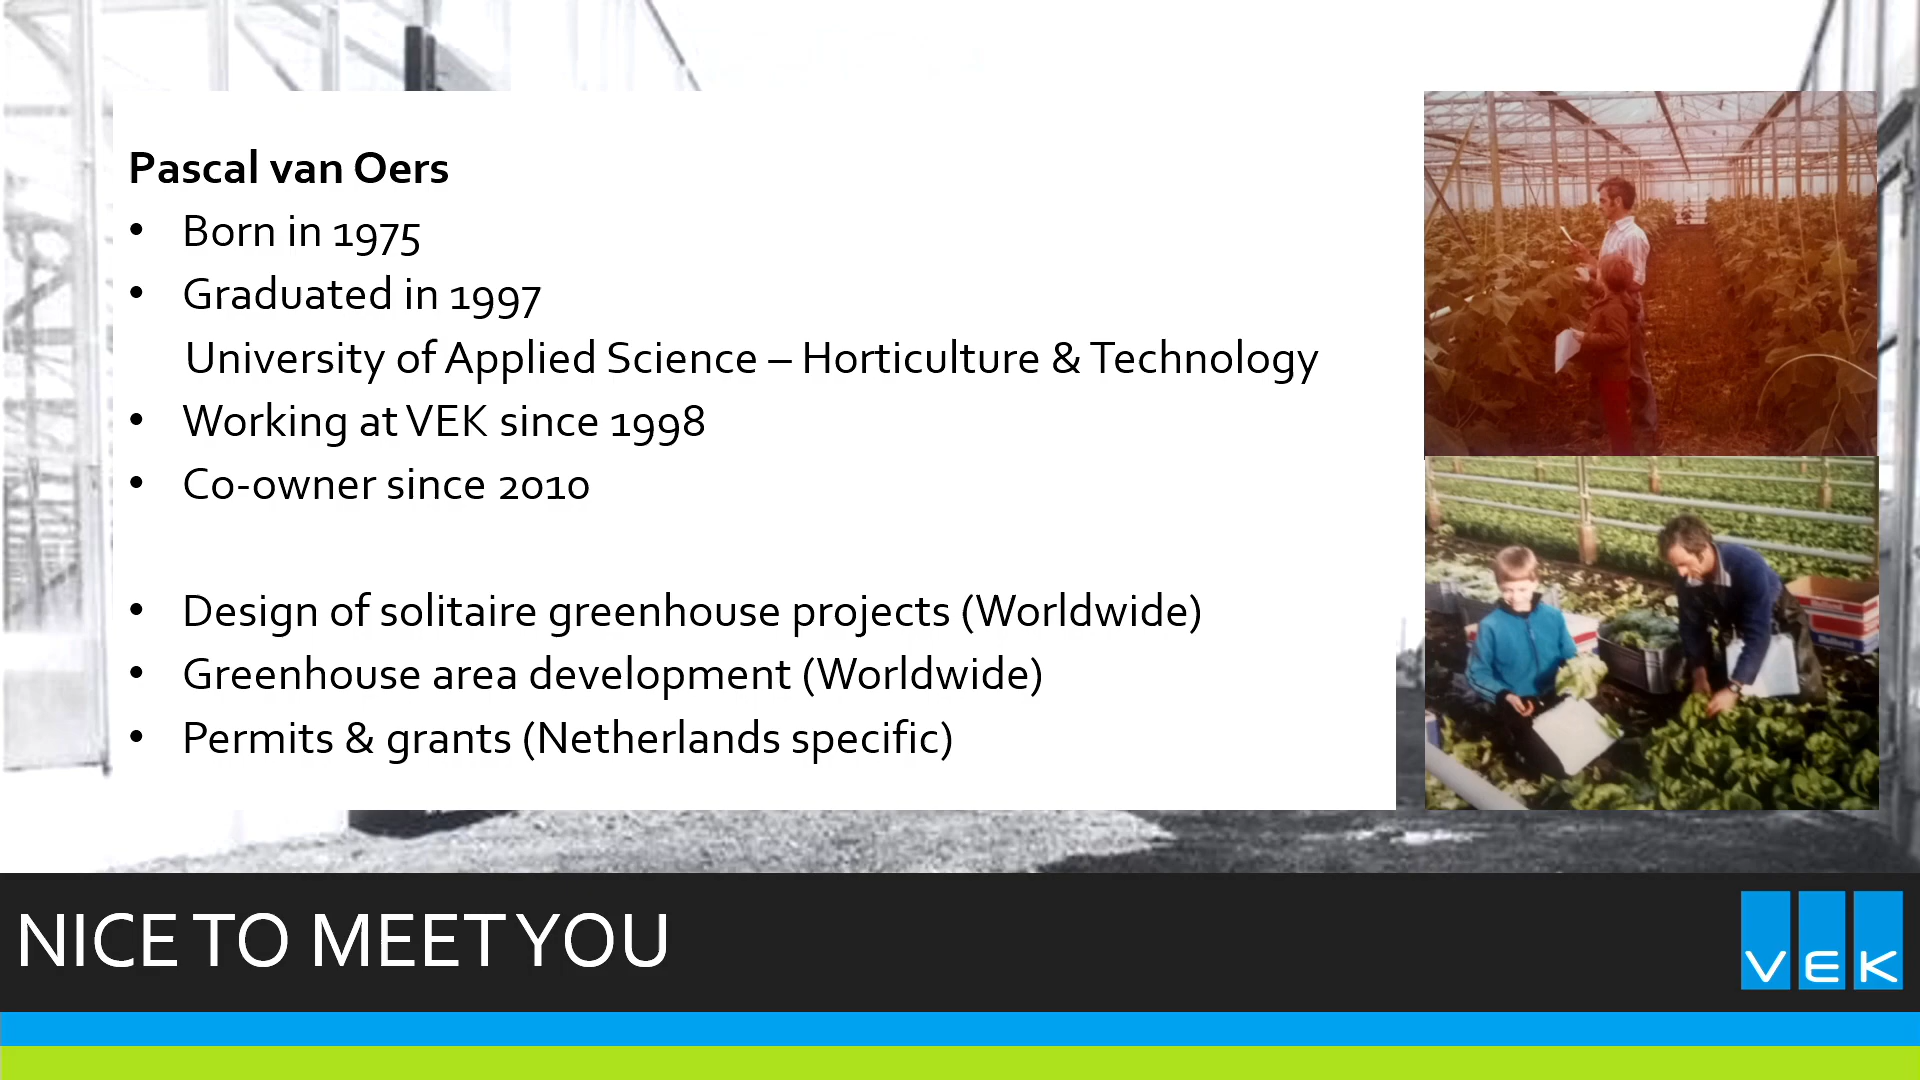 Pascal van Oers
• Born in 1975
• Graduated in 1997
University of Applied Science – Horticulture & Technology
• Working at VEK since 1998
• Co-owner since 2010
• Design of solitaire greenhouse projects (Worldwide)
• Greenhouse area development (Worldwide)
• Permits & grants (Netherlands specific)
NICE TO MEET YOU
VEK